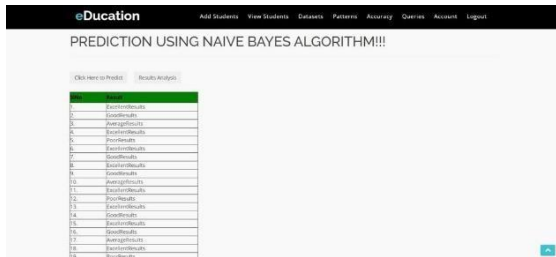 eDucation Add Students View Students Datasets Patterns Accuracy Queries Account Logout
PREDICTION USING NAIVE BAYES ALGORITHM!!!
Click Here to Predict Results Analysis
Result
1. ExcellentResults
2. GoodResults
3. AverageResults
4. ExcellentResults
5. PoorResults
6. ExcellentResults
7. GoodResults
8. ExcellentResults
9. GoodResults
10. AverageResults
11. ExcellentResults
12. PoorResults
13. ExcellentResults
14. GoodResults
15. ExcellentResults
16. GoodResults
17. AverageResults
18. ExcellentResults
19. PoorResults